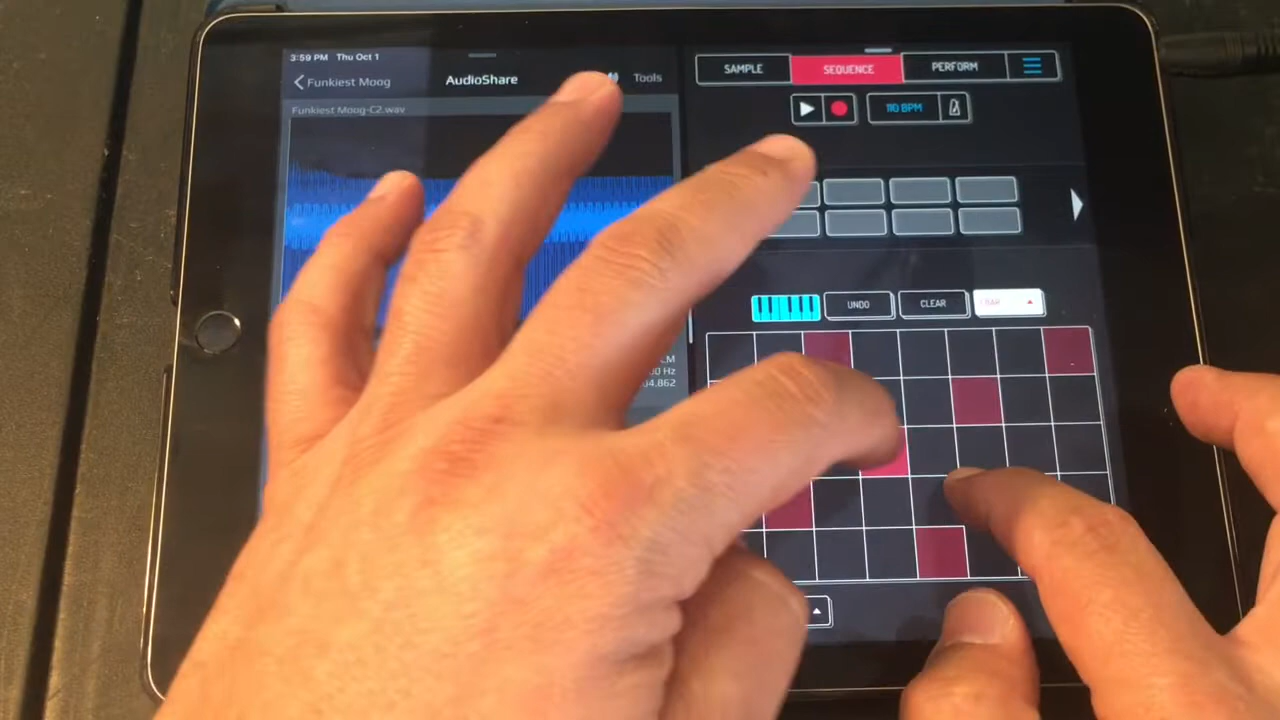 3:59 PM Thu Oct 1
Funkiest Moog
AudioShare
Tools
Funkiest Moog-C2.wav
SAMPLE
SEQUENCE
PERFORM
110 BPM
UNDO
CLEAR
BAR